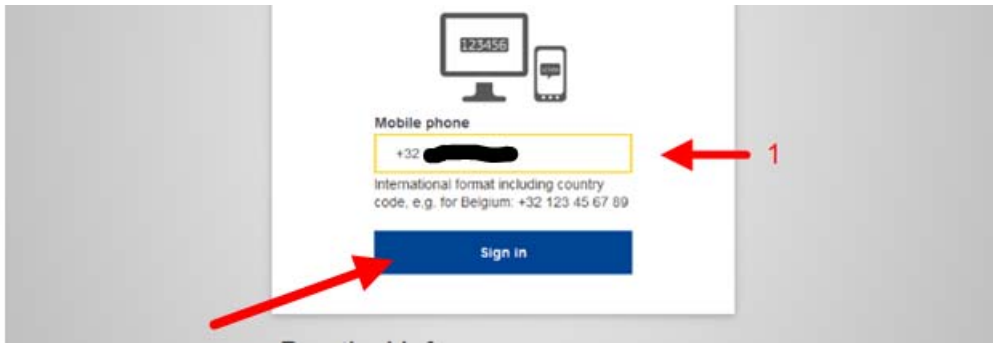 123456
Mobile phone
+32
1
International format including country
code, e.g. for Belgium: +32 123 45 67 89
Sign in